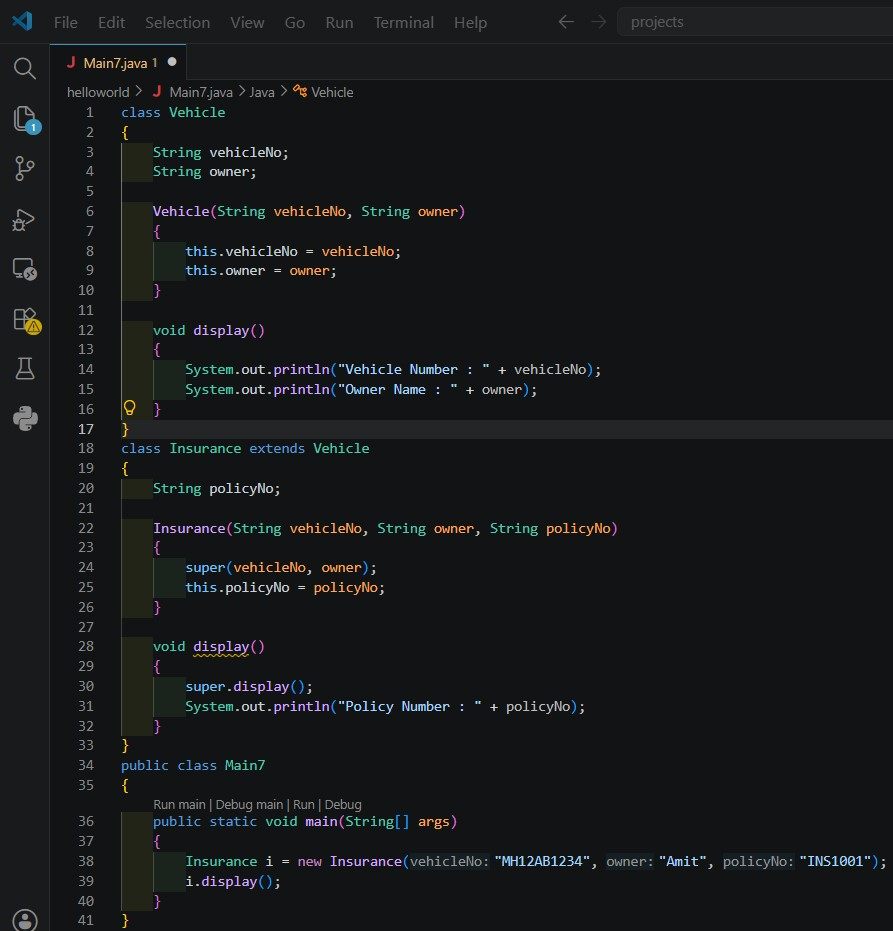 File Edit Selection View Go Run Terminal Help projects
Main7.java 1
helloworld > Main7.java > Java > Vehicle
1 class Vehicle
2 {
3 String vehicleNo;
4 String owner;
5
6 Vehicle(String vehicleNo, String owner)
7 {
8 this.vehicleNo = vehicleNo;
9 this.owner = owner;
10 }
11
12 void display()
13 {
14 System.out.println("Vehicle Number : " + vehicleNo);
15 System.out.println("Owner Name : " + owner);
16 }
17 }
18 class Insurance extends Vehicle
19 {
20 String policyNo;
21
22 Insurance(String vehicleNo, String owner, String policyNo)
23 {
24 super(vehicleNo, owner);
25 this.policyNo = policyNo;
26 }
27
28 void display()
29 {
30 super.display();
31 System.out.println("Policy Number : " + policyNo);
32 }
33 }
34 public class Main7
35 {
Run main | Debug main | Run | Debug
36 public static void main(String[] args)
37 {
38 Insurance i = new Insurance(vehicleNo: "MH12AB1234", owner: "Amit", policyNo: "INS1001");
39 i.display();
40 }
41 }
1